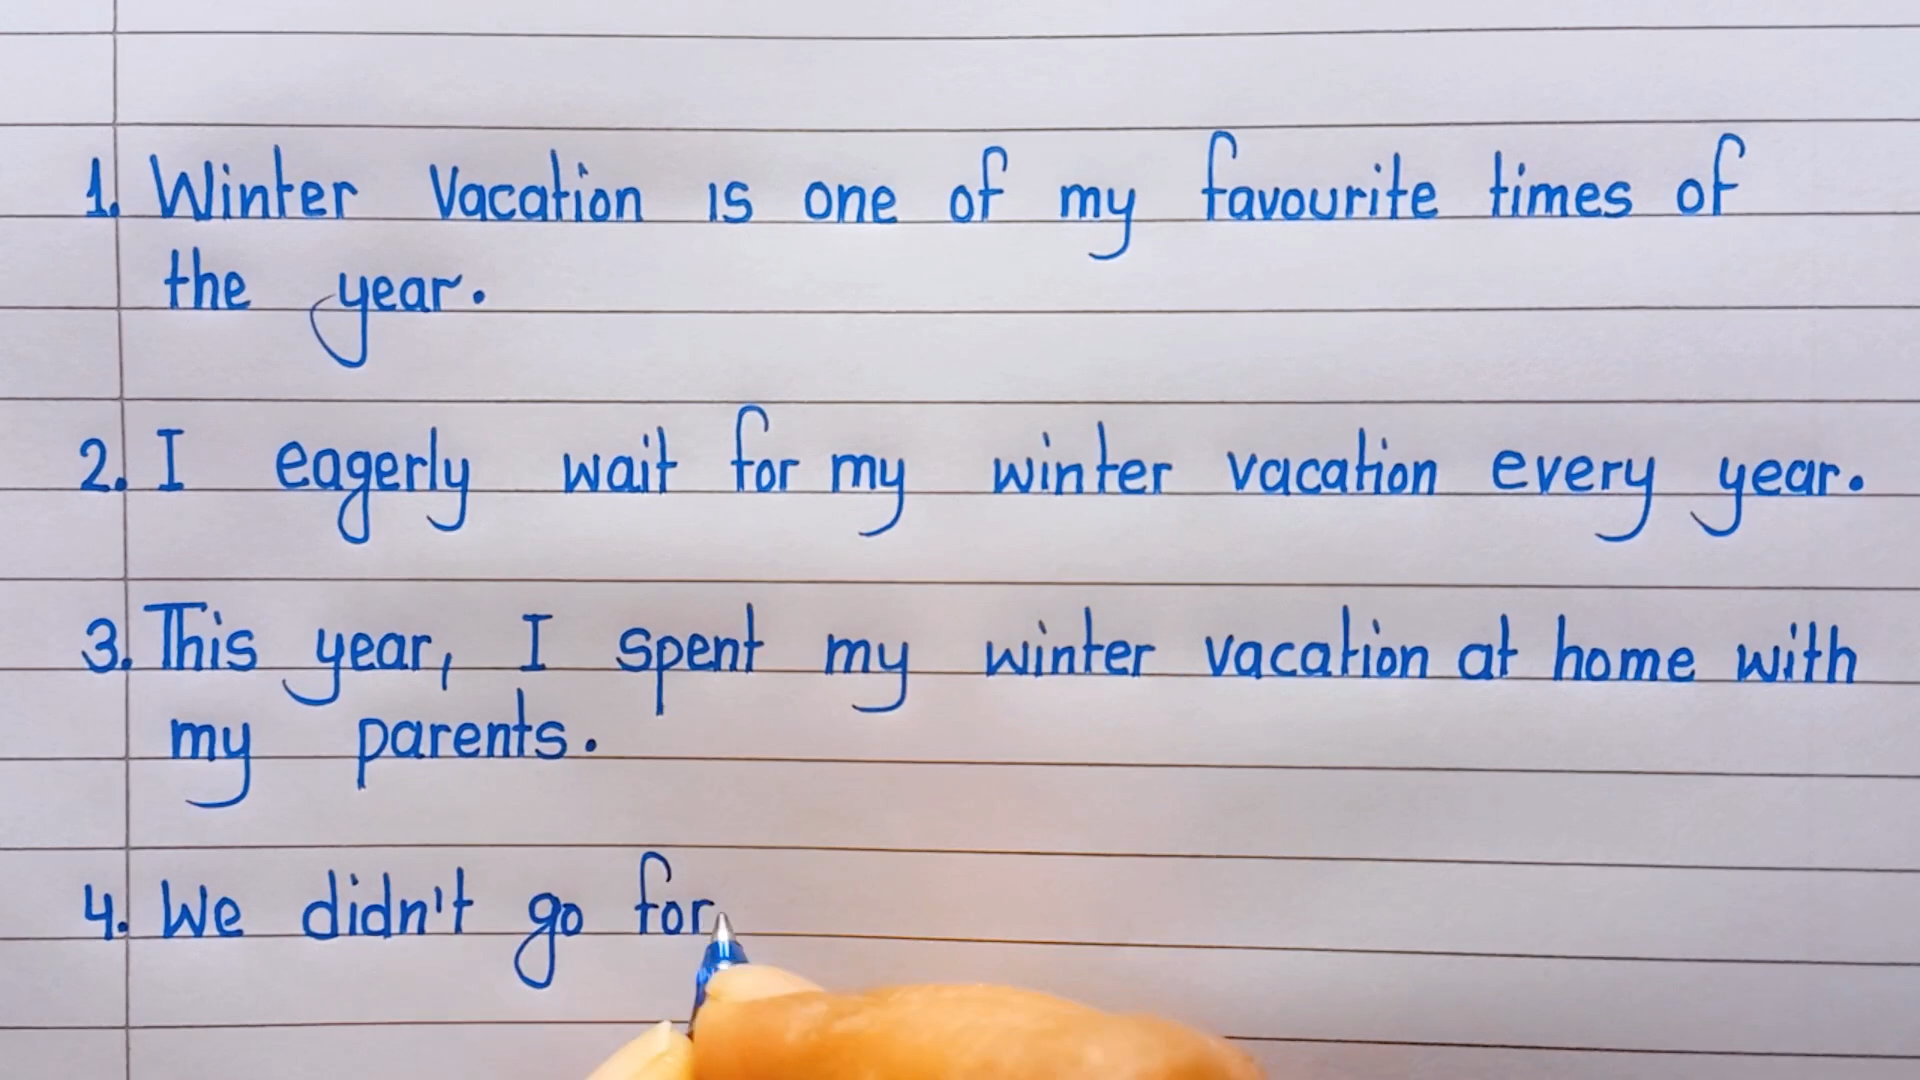 1. Winter Vacation is one of my favourite times of
the year.
2. I eagerly wait for my winter vacation every year.
3. This year, I spent my winter vacation at home with
my parents.
4. We didn't go for